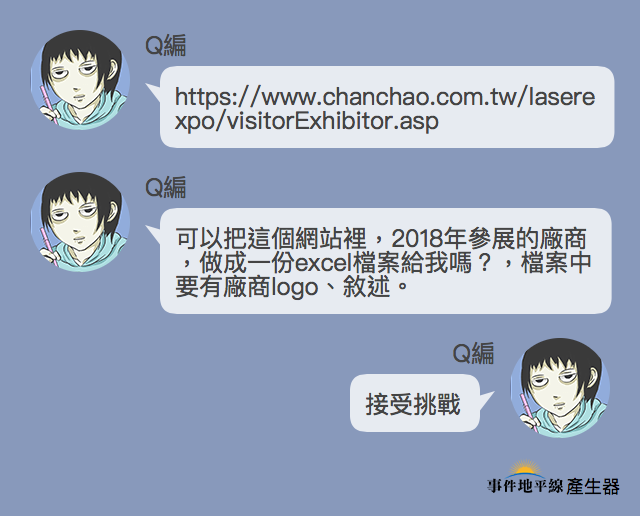 Q編
https://www.chanchao.com.tw/lasere
xpo/visitorExhibitor.asp
Q編
可以把這個網站裡，2018年參展的廠商
，做成一份excel檔案給我嗎？，檔案中
要有廠商logo、敘述。
Q編
接受挑戰
事件地平線產生器